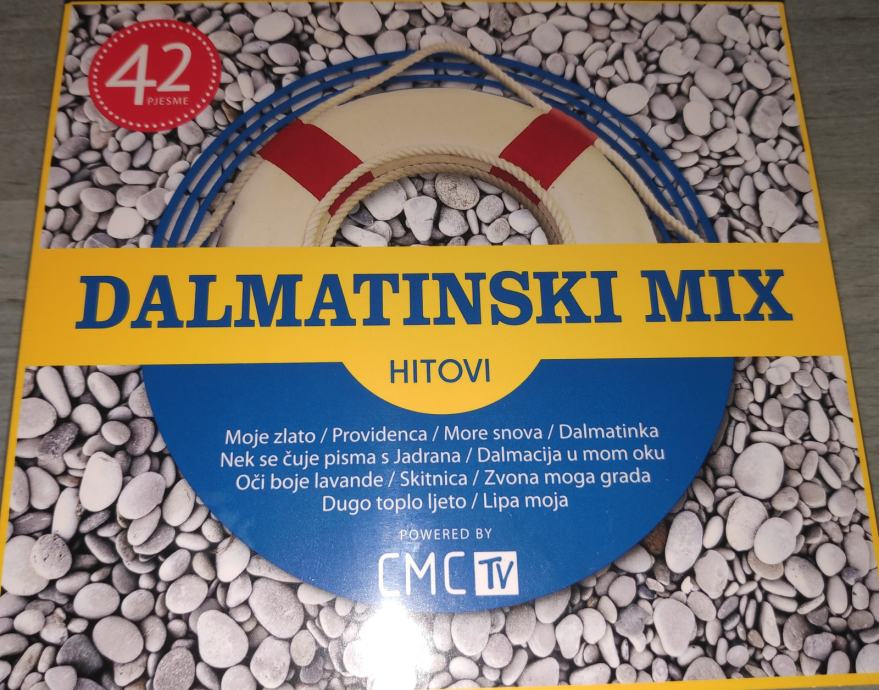 42
PJESME
DALMATINSKI MIX
HITOVI
Moje zlato / Providenca / More snova / Dalmatinka
Nek se čuje pisma s Jadrana / Dalmacija u mom oku
Oči boje lavande / Skitnica / Zvona moga grada
Dugo toplo ljeto / Lipa moja
POWERED BY
CMC TV